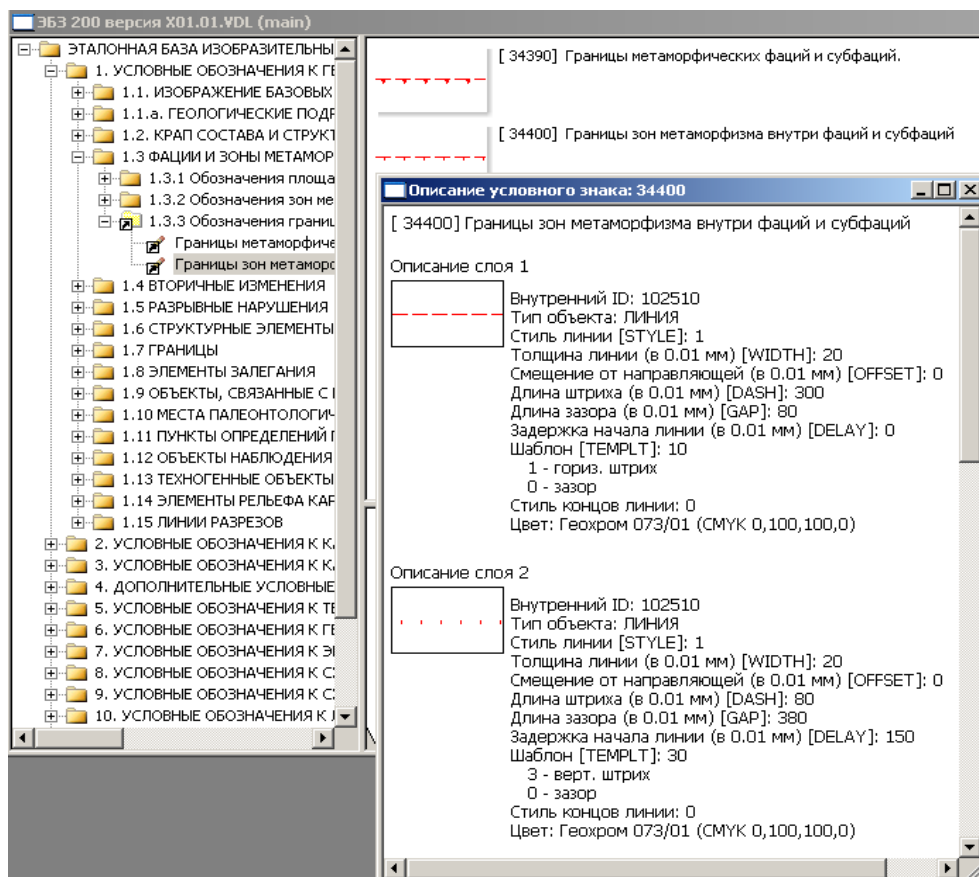 ЭБЗ 200 версия X01.01.VDL (main)
ЭТАЛОННАЯ БАЗА ИЗОБРАЗИТЕЛЬНЫ
1. УСЛОВНЫЕ ОБОЗНАЧЕНИЯ К ГЕ
1.1. ИЗОБРАЖЕНИЕ БАЗОВЫХ
1.1.а. ГЕОЛОГИЧЕСКИЕ ПОДР
1.2. КРАП СОСТАВА И СТРУКТ
1.3 ФАЦИИ И ЗОНЫ МЕТАМОР
1.3.1 Обозначения площа
1.3.2 Обозначения зон ме
1.3.3 Обозначения границ
Границы метаморфиче
Границы зон метаморф
1.4 ВТОРИЧНЫЕ ИЗМЕНЕНИЯ
1.5 РАЗРЫВНЫЕ НАРУШЕНИЯ
1.6 СТРУКТУРНЫЕ ЭЛЕМЕНТЫ
1.7 ГРАНИЦЫ
1.8 ЭЛЕМЕНТЫ ЗАЛЕГАНИЯ
1.9 ОБЪЕКТЫ, СВЯЗАННЫЕ С
1.10 МЕСТА ПАЛЕОНТОЛОГИЧ
1.11 ПУНКТЫ ОПРЕДЕЛЕНИЙ
1.12 ОБЪЕКТЫ НАБЛЮДЕНИЯ
1.13 ТЕХНОГЕННЫЕ ОБЪЕКТЫ
1.14 ЭЛЕМЕНТЫ РЕЛЬЕФА КАР
1.15 ЛИНИИ РАЗРЕЗОВ
2. УСЛОВНЫЕ ОБОЗНАЧЕНИЯ К КА
3. УСЛОВНЫЕ ОБОЗНАЧЕНИЯ К КА
4. ДОПОЛНИТЕЛЬНЫЕ УСЛОВНЫЕ
5. УСЛОВНЫЕ ОБОЗНАЧЕНИЯ К ТЕ
6. УСЛОВНЫЕ ОБОЗНАЧЕНИЯ К ГЕ
7. УСЛОВНЫЕ ОБОЗНАЧЕНИЯ К
8. УСЛОВНЫЕ ОБОЗНАЧЕНИЯ К СХ
9. УСЛОВНЫЕ ОБОЗНАЧЕНИЯ К СХ
10. УСЛОВНЫЕ ОБОЗНАЧЕНИЯ К
[ 34390] Границы метаморфических фаций и субфаций.
[ 34400] Границы зон метаморфизма внутри фаций и субфаций
Описание условного знака: 34400
[ 34400] Границы зон метаморфизма внутри фаций и субфаций
Описание слоя 1
Внутренний ID: 102510
Тип объекта: ЛИНИЯ
Стиль линии [STYLE]: 1
Толщина линии (в 0.01 мм) [WIDTH]: 20
Смещение от направляющей (в 0.01 мм) [OFFSET]: 0
Длина штриха (в 0.01 мм) [DASH]: 300
Длина зазора (в 0.01 мм) [GAP]: 80
Задержка начала линии (в 0.01 мм) [DELAY]: 0
Шаблон [TEMPLT]: 10
1 - гориз. штрих
0 - зазор
Стиль концов линии: 0
Цвет: Геохром 073/01 (CMYK 0,100,100,0)
Описание слоя 2
Внутренний ID: 102510
Тип объекта: ЛИНИЯ
Стиль линии [STYLE]: 1
Толщина линии (в 0.01 мм) [WIDTH]: 20
Смещение от направляющей (в 0.01 мм) [OFFSET]: 0
Длина штриха (в 0.01 мм) [DASH]: 80
Длина зазора (в 0.01 мм) [GAP]: 380
Задержка начала линии (в 0.01 мм) [DELAY]: 150
Шаблон [TEMPLT]: 30
3 - верт. штрих
0 - зазор
Стиль концов линии: 0
Цвет: Геохром 073/01 (CMYK 0,100,100,0)